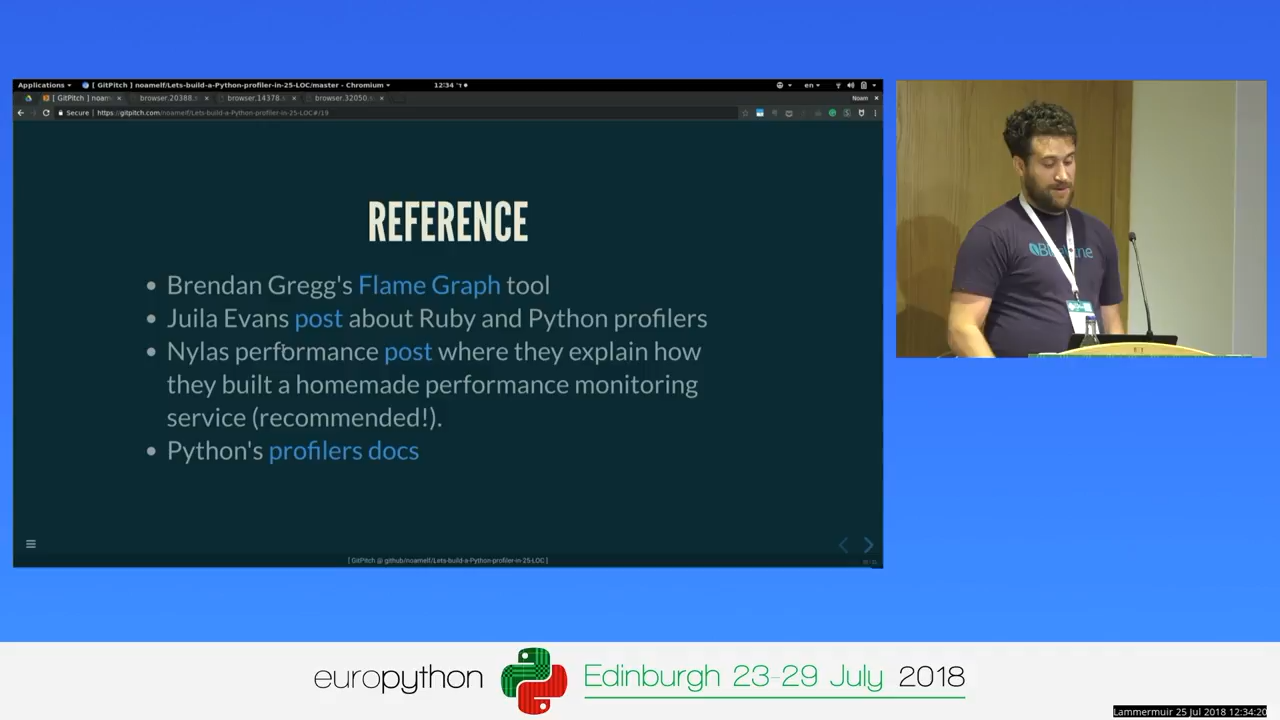 Applications
[ GitPitch ] noamelf/Lets-build-a-Python-profiler-in-25-LOC/master - Chromium
12:34
en
[ GitPitch ] noam
browser.20388.
browser.14378.
browser.32050.
Noam
Secure
https://gitpitch.com/noamelf/Lets-build-a-Python-profiler-in-25-LOC#/19
REFERENCE
Brendan Gregg's Flame Graph tool
Juila Evans post about Ruby and Python profilers
Nylas performance post where they explain how
they built a homemade performance monitoring
service (recommended!).
Python's profilers docs
[ GitPitch @ github/noamelf/Lets-build-a-Python-profiler-in-25-LOC ]
europython
Edinburgh 23-29 July 2018
Lammermuir 25 Jul 2018 12:34:20